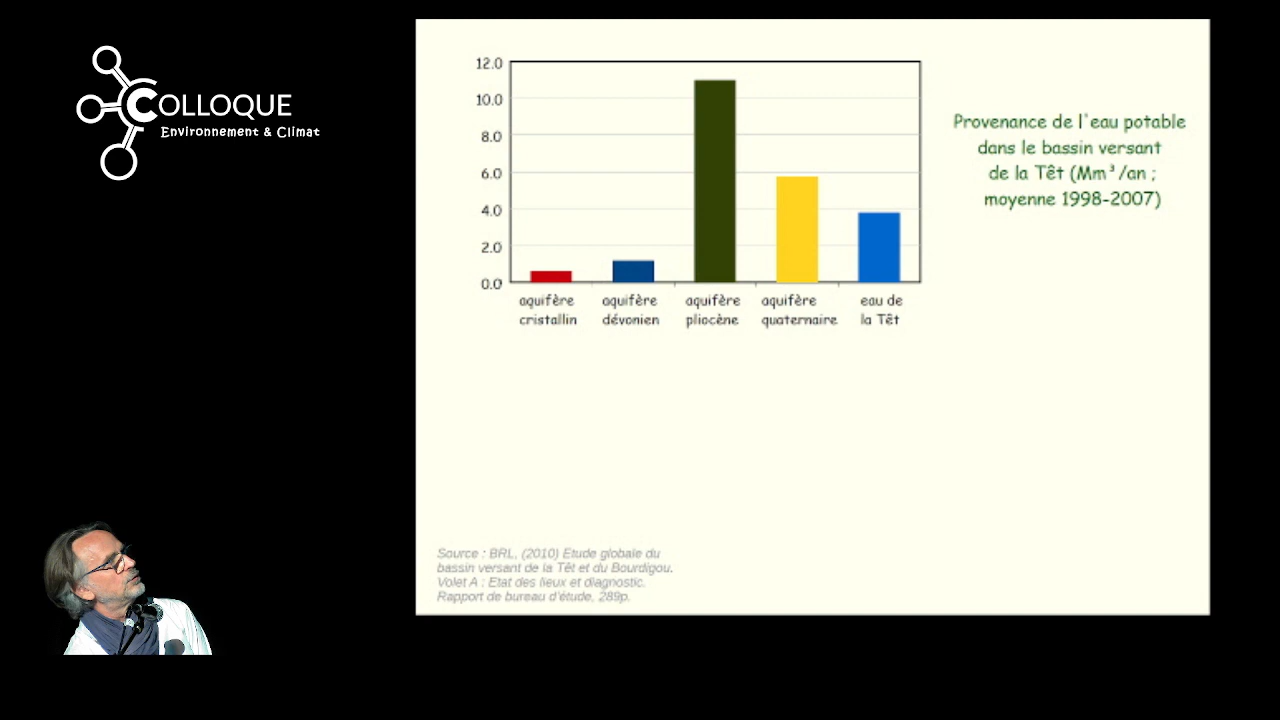 COLLOQUE
Environnement & Climat
12.0
10.0
8.0
6.0
4.0
2.0
0.0
aquifère
cristallin
aquifère
dévonien
aquifère
pliocène
aquifère
quaternaire
eau de
la Têt
Provenance de l'eau potable
dans le bassin versant
de la Têt (Mm³/an ;
moyenne 1998-2007)
Source : BRL, (2010) Etude globale du
bassin versant de la Têt et du Bourdigou.
Volet A : Etat des lieux et diagnostic.
Rapport de bureau d'étude, 289p.